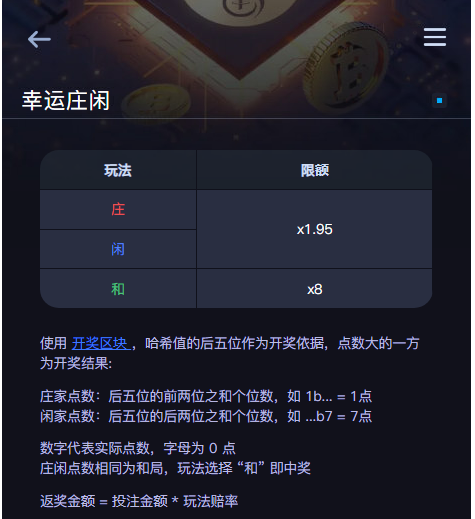 幸运庄闲
玩法 限额
庄
x1.95
闲
和 x8
使用 开奖区块 ，哈希值的后五位作为开奖依据，点数大的一方
为开奖结果:
庄家点数：后五位的前两位之和个位数，如 1b... = 1点
闲家点数：后五位的后两位之和个位数，如 ...b7 = 7点
数字代表实际点数，字母为 0 点
庄闲点数相同为和局，玩法选择 “和” 即中奖
返奖金额 = 投注金额 * 玩法赔率